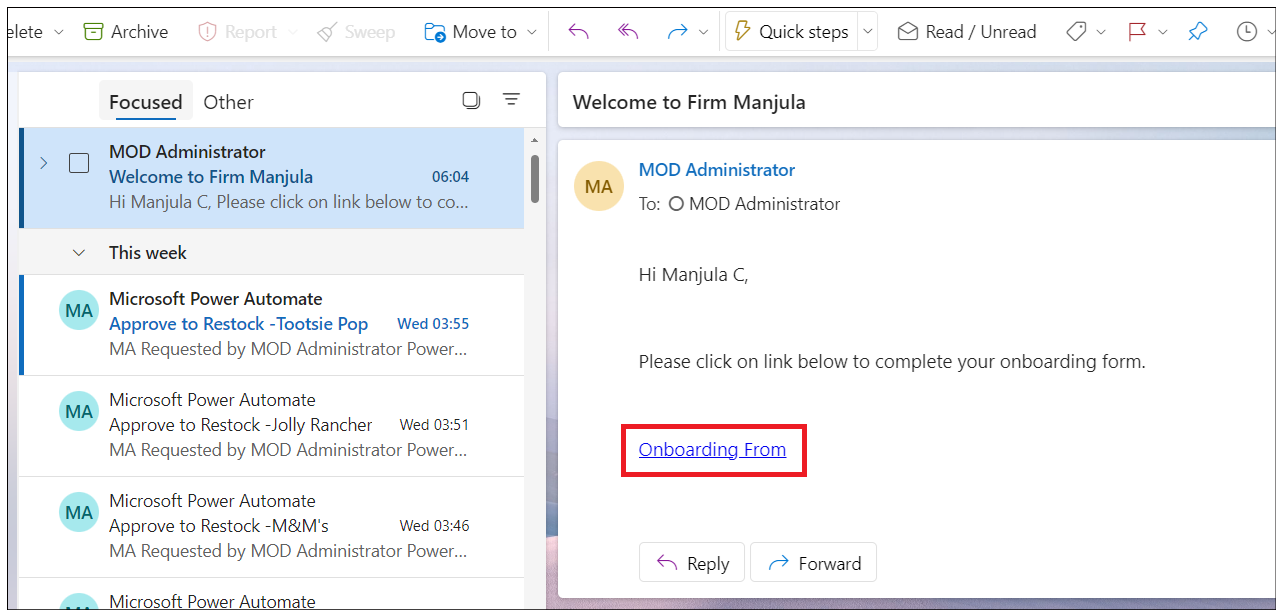 elete Archive Report Sweep Move to Quick steps Read / Unread
Focused Other
MOD Administrator
Welcome to Firm Manjula 06:04
Hi Manjula C, Please click on link below to co...
This week
MA
Microsoft Power Automate
Approve to Restock -Tootsie Pop Wed 03:55
MA Requested by MOD Administrator Power...
MA
Microsoft Power Automate
Approve to Restock -Jolly Rancher Wed 03:51
MA Requested by MOD Administrator Power...
MA
Microsoft Power Automate
Approve to Restock -M&M's Wed 03:46
MA Requested by MOD Administrator Power...
MA
Microsoft Power Automate
Welcome to Firm Manjula
MA
MOD Administrator
To: MOD Administrator
Hi Manjula C,
Please click on link below to complete your onboarding form.
Onboarding From
Reply Forward